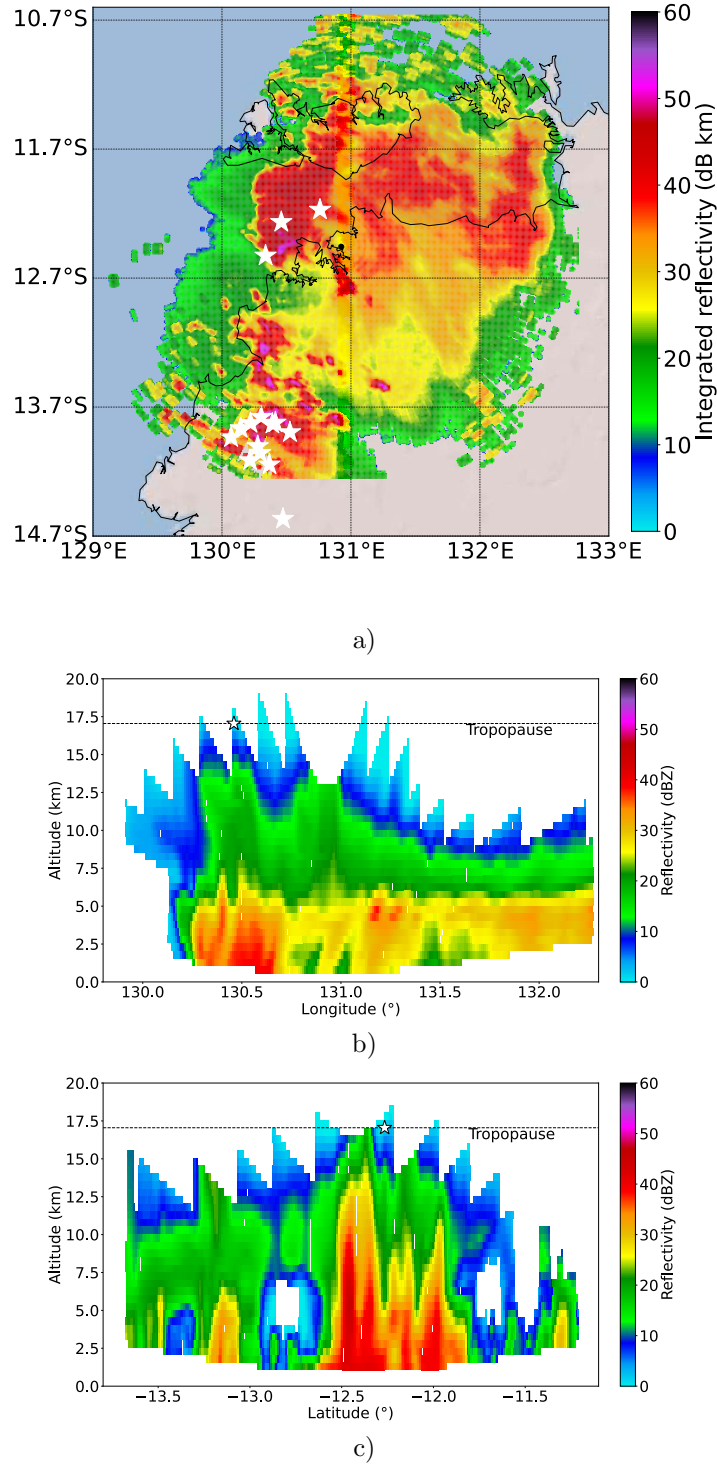 10.7°S
11.7°S
12.7°S
13.7°S
14.7°S
129°E 130°E 131°E 132°E 133°E
60
50
40
30
20
10
0
Integrated reflectivity (dB km)
a)
20.0
17.5
15.0
12.5
10.0
7.5
5.0
2.5
0.0
Altitude (km)
Tropopause
130.0 130.5 131.0 131.5 132.0
Longitude (°)
60
50
40
30
20
10
0
Reflectivity (dBZ)
b)
20.0
17.5
15.0
12.5
10.0
7.5
5.0
2.5
0.0
Altitude (km)
Tropopause
−13.5 −13.0 −12.5 −12.0 −11.5
Latitude (°)
60
50
40
30
20
10
0
Reflectivity (dBZ)
c)